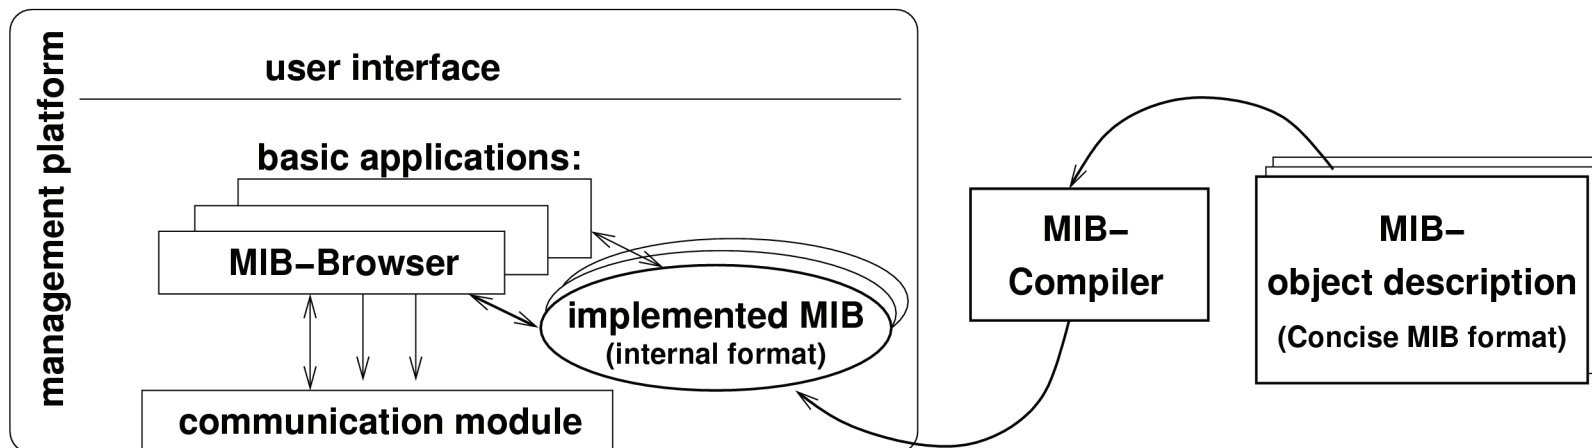 management platform
user interface
basic applications:
MIB–Browser
implemented MIB
(internal format)
communication module
MIB–
Compiler
MIB–
object description
(Concise MIB format)